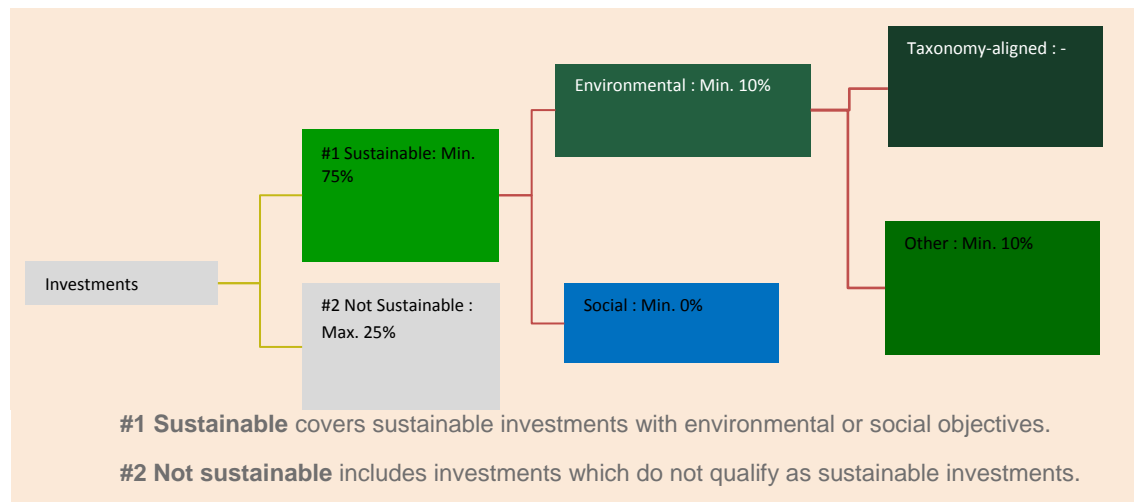 Taxonomy-aligned : -
Environmental : Min. 10%
#1 Sustainable: Min.
75%
Other : Min. 10%
Investments
#2 Not Sustainable :
Max. 25%
Social : Min. 0%
#1 Sustainable covers sustainable investments with environmental or social objectives.
#2 Not sustainable includes investments which do not qualify as sustainable investments.